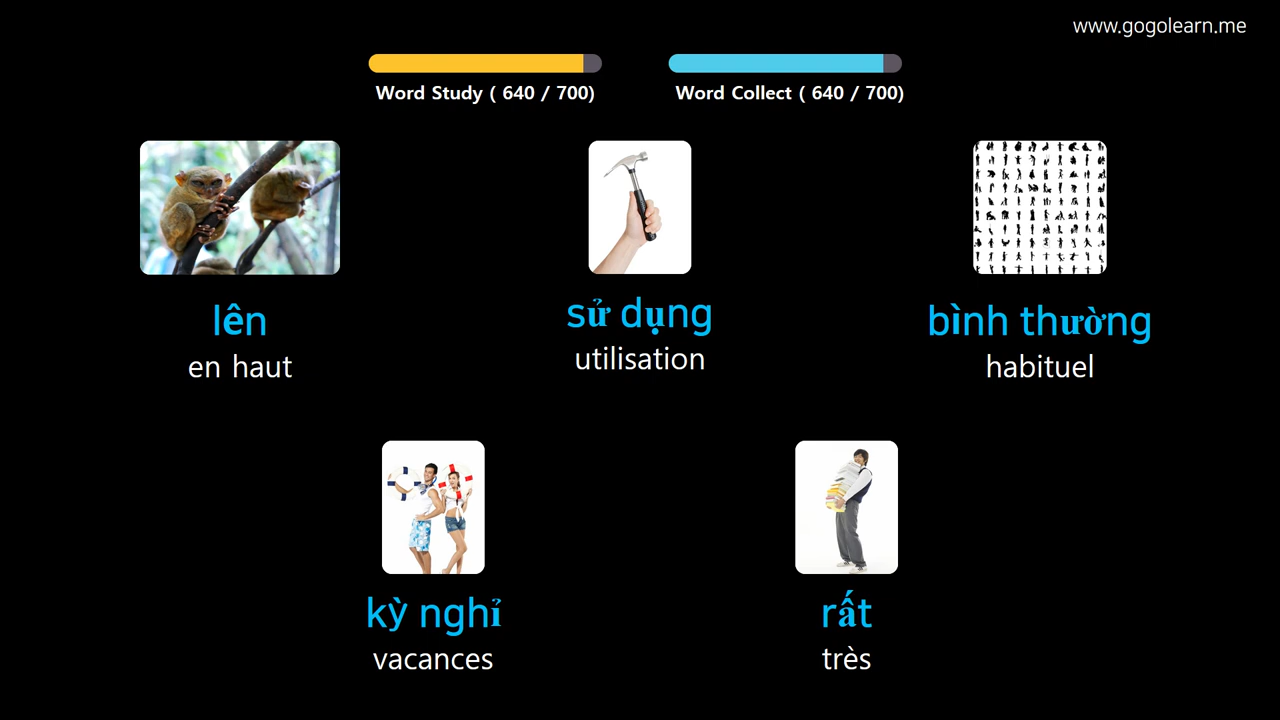 www.gogolearn.me
Word Study ( 640 / 700)
Word Collect ( 640 / 700)
lên
en haut
sử dụng
utilisation
bình thường
habituel
kỳ nghỉ
vacances
rất
très